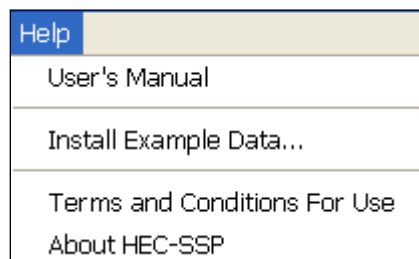 Help
User's Manual
Install Example Data...
Terms and Conditions For Use
About HEC-SSP